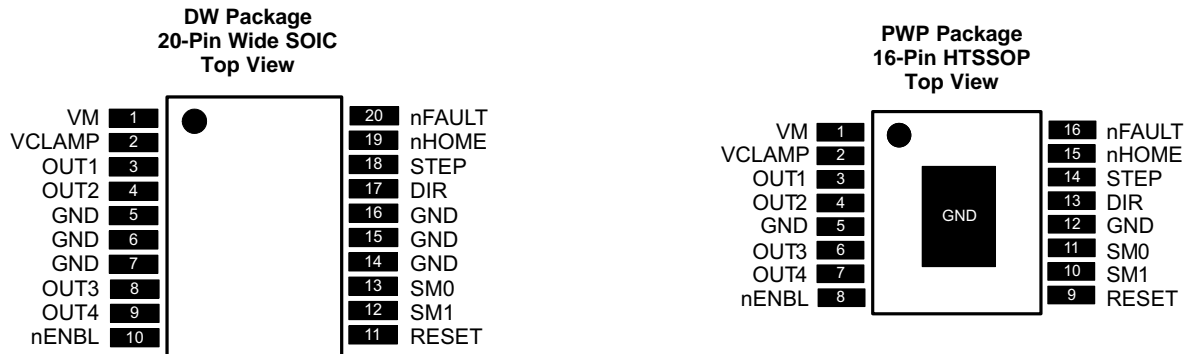 DW Package
20-Pin Wide SOIC
Top View
VM 1
VCLAMP 2
OUT1 3
OUT2 4
GND 5
GND 6
GND 7
OUT3 8
OUT4 9
nENBL 10
20 nFAULT
19 nHOME
18 STEP
17 DIR
16 GND
15 GND
14 GND
13 SM0
12 SM1
11 RESET
PWP Package
16-Pin HTSSOP
Top View
VM 1
VCLAMP 2
OUT1 3
OUT2 4
GND 5
OUT3 6
OUT4 7
nENBL 8
GND
16 nFAULT
15 nHOME
14 STEP
13 DIR
12 GND
11 SM0
10 SM1
9 RESET